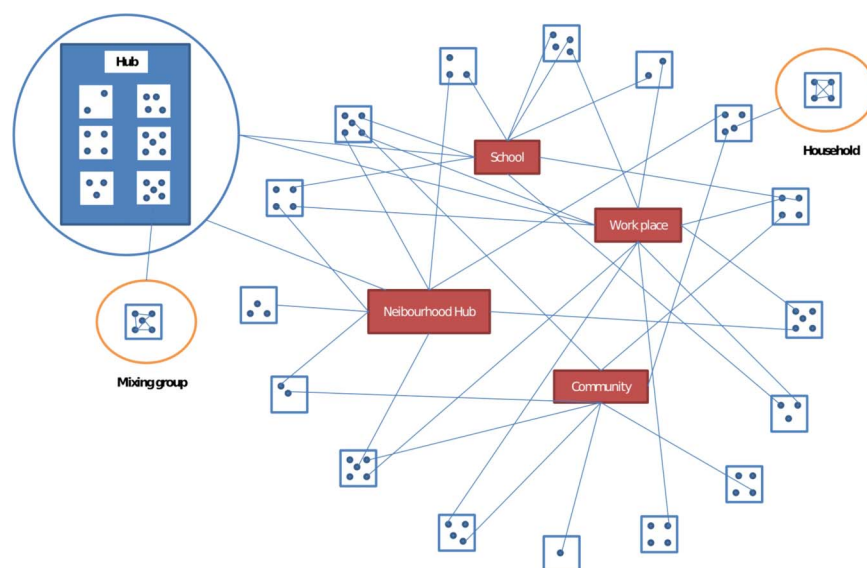 Hub
School
Household
Work place
Neibourhood Hub
Mixing group
Community